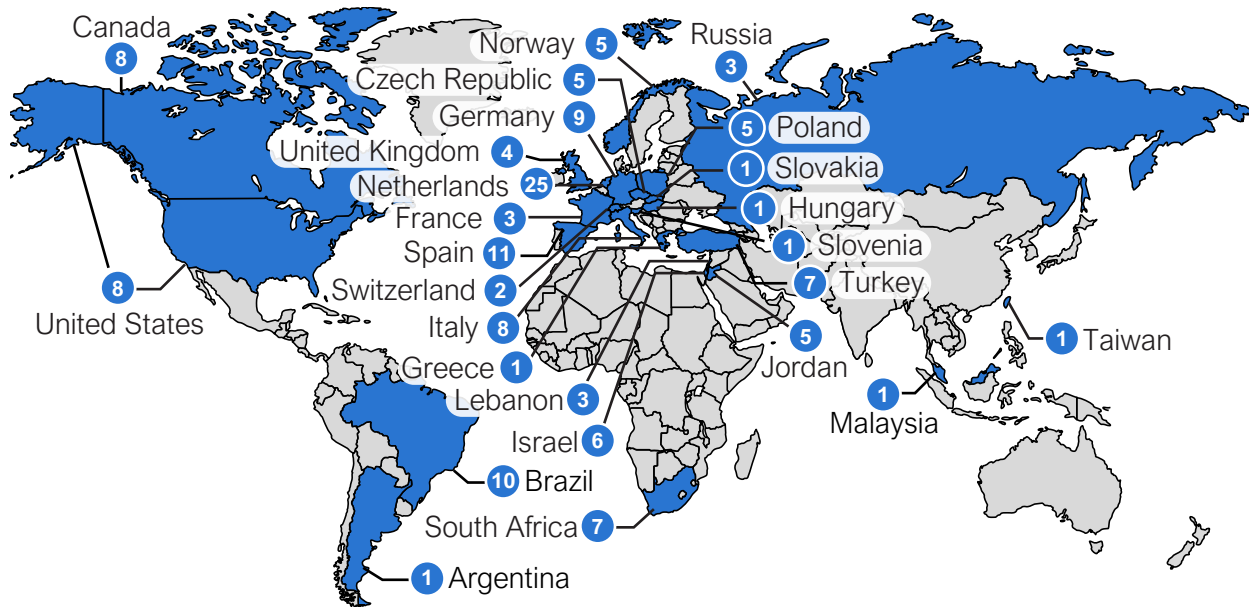 Canada
8
Norway 5
Russia
3
Czech Republic 5
Germany 9
5 Poland
United Kingdom 4
1 Slovakia
Netherlands 25
1 Hungary
France 3
1 Slovenia
Spain 11
7 Turkey
8
United States
Switzerland 2
Italy 8
5
Jordan
1 Taiwan
Greece 1
Lebanon 3
1
Malaysia
Israel 6
10 Brazil
South Africa 7
1 Argentina